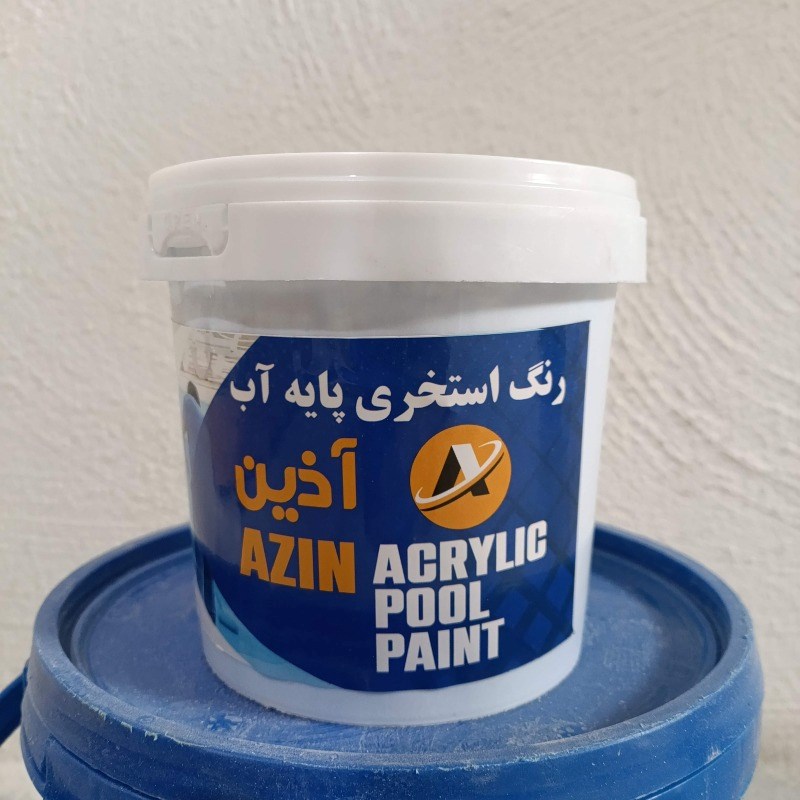 رنگ استخری پایه آب
آذین
AZIN
ACRYLIC
POOL
PAINT